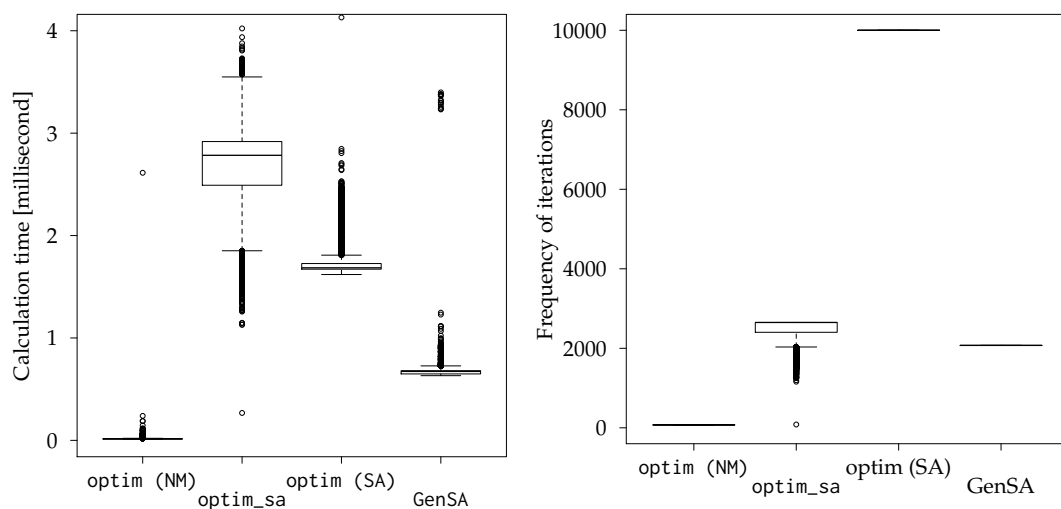 Calculation time [millisecond]
4
3
2
1
0
optim (NM)
optim_sa
optim (SA)
GenSA
Frequency of iterations
10000
8000
6000
4000
2000
0
optim (NM)
optim_sa
optim (SA)
GenSA